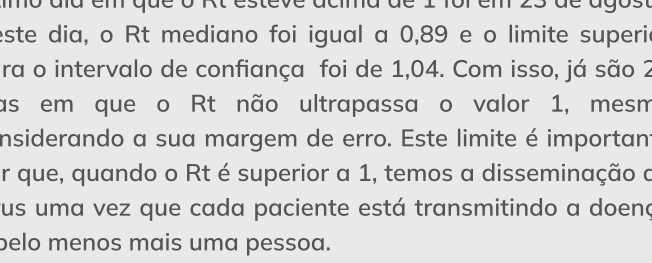 timo dia em que o Rt esteve acima de 1 foi em 23 de agost
este dia, o Rt mediano foi igual a 0,89 e o limite superio
ra o intervalo de confiança foi de 1,04. Com isso, já são 2
as em que o Rt não ultrapassa o valor 1, mesm
nsiderando a sua margem de erro. Este limite é important
r que, quando o Rt é superior a 1, temos a disseminação d
rus uma vez que cada paciente está transmitindo a doenç
pelo menos mais uma pessoa.